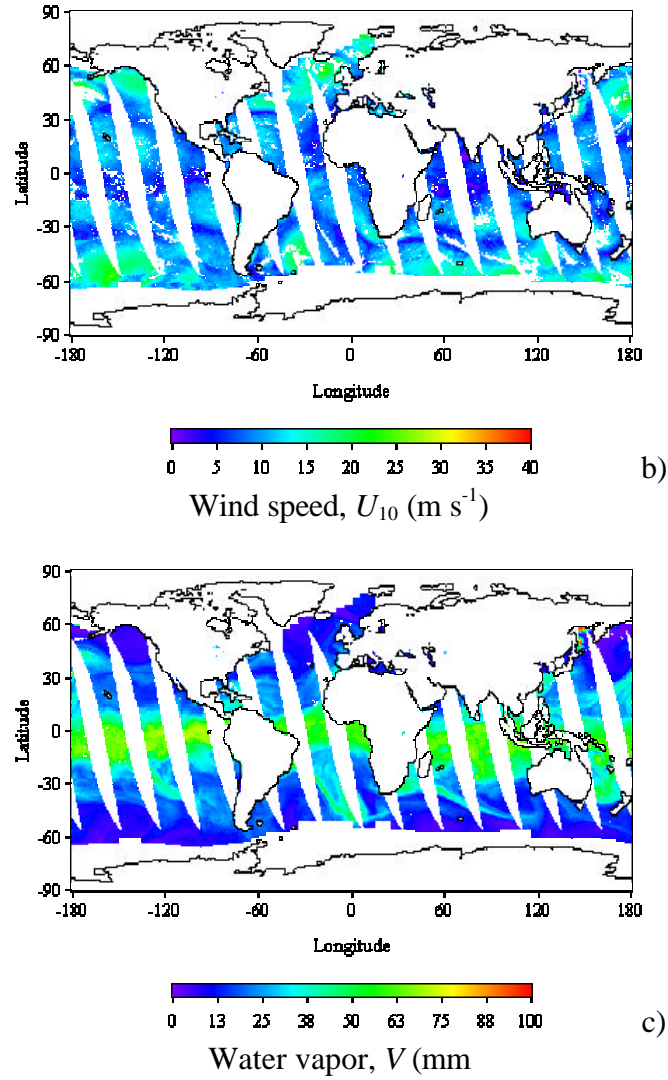 90
60
30
0
-30
-60
-90
Latitude
-180 -120 -60 0 60 120 180
Longitude
0 5 10 15 20 25 30 35 40
b)
Wind speed, U10 (m s-1)
90
60
30
0
-30
-60
-90
Latitude
-180 -120 -60 0 60 120 180
Longitude
0 13 25 38 50 63 75 88 100
c)
Water vapor, V (mm